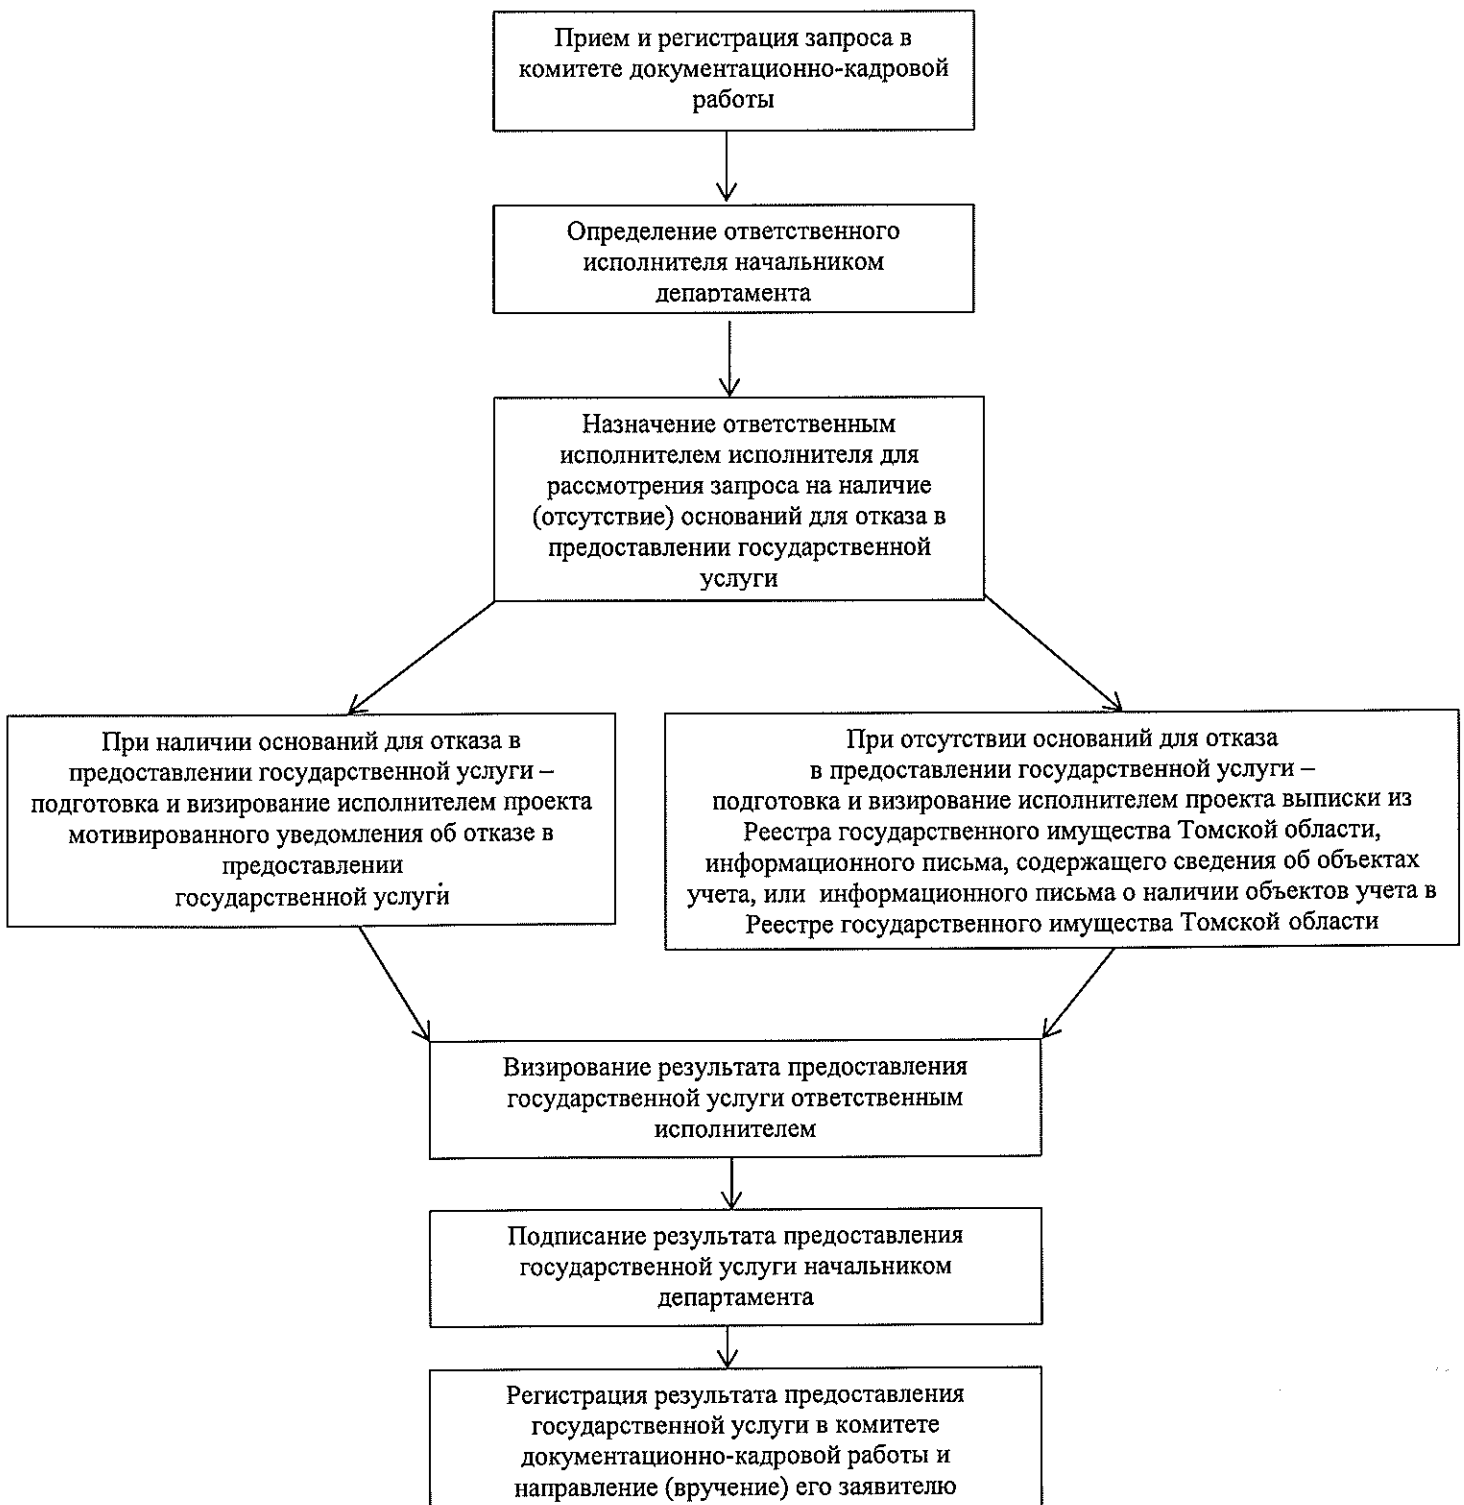 Прием и регистрация запроса в
комитете документационно-кадровой
работы
Определение ответственного
исполнителя начальником
департамента
Назначение ответственным
исполнителем исполнителя для
рассмотрения запроса на наличие
(отсутствие) оснований для отказа в
предоставлении государственной
услуги
При наличии оснований для отказа в
предоставлении государственной услуги –
подготовка и визирование исполнителем проекта
мотивированного уведомления об отказе в
предоставлении
государственной услуги
При отсутствии оснований для отказа
в предоставлении государственной услуги –
подготовка и визирование исполнителем проекта выписки из
Реестра государственного имущества Томской области,
информационного письма, содержащего сведения об объектах
учета, или информационного письма о наличии объектов учета в
Реестре государственного имущества Томской области
Визирование результата предоставления
государственной услуги ответственным
исполнителем
Подписание результата предоставления
государственной услуги начальником
департамента
Регистрация результата предоставления
государственной услуги в комитете
документационно-кадровой работы и
направление (вручение) его заявителю